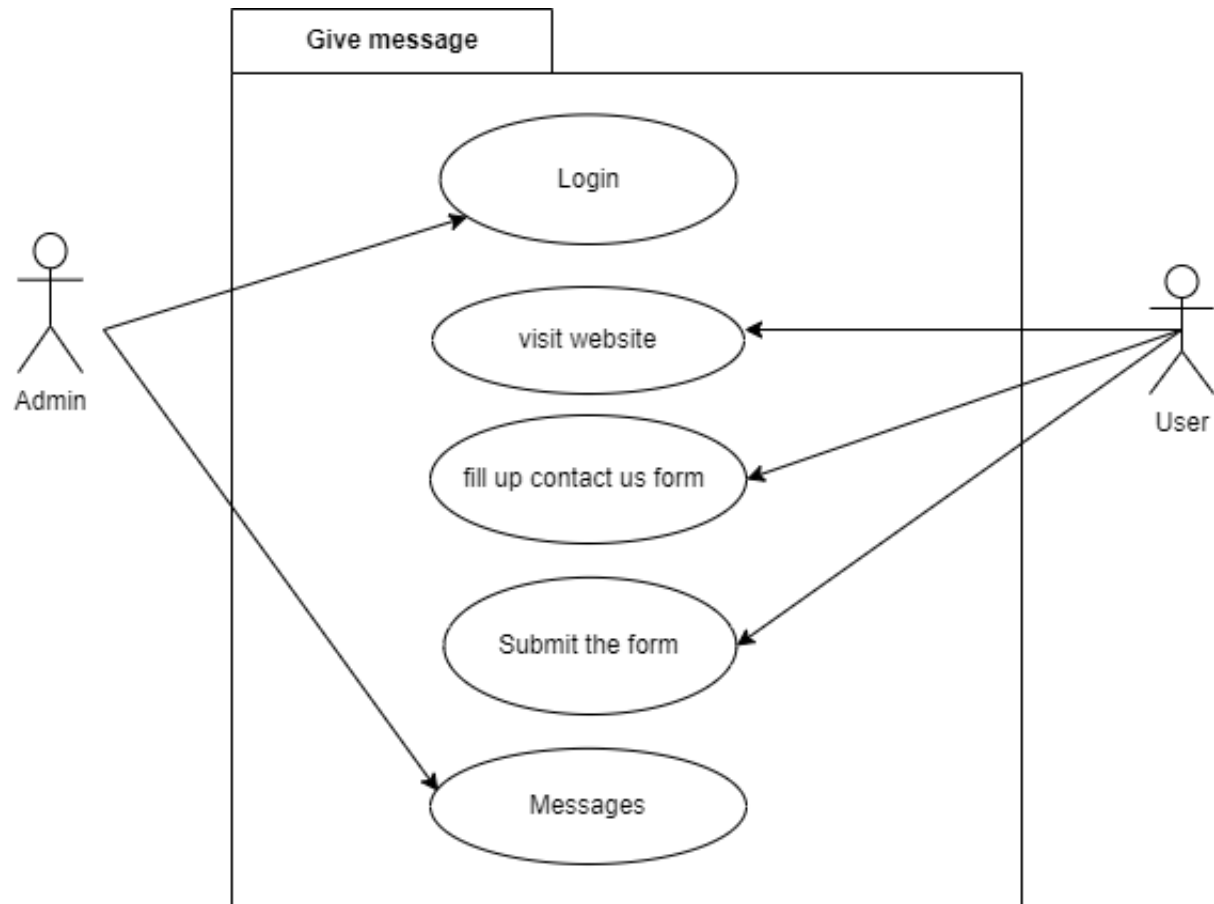 Give message
Login
Admin
visit website
User
fill up contact us form
Submit the form
Messages